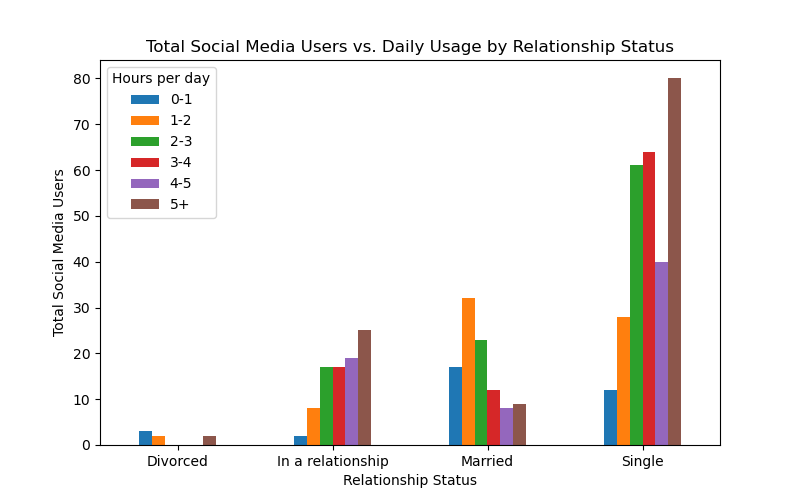 Total Social Media Users vs. Daily Usage by Relationship Status
Hours per day
0-1
1-2
2-3
3-4
4-5
5+
Total Social Media Users
80
70
60
50
40
30
20
10
0
Divorced
In a relationship
Married
Single
Relationship Status